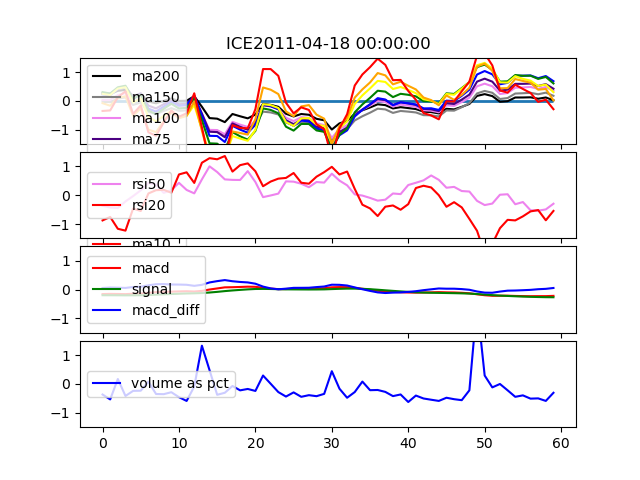 ICE2011-04-18 00:00:00
1
0
−1
ma200
ma150
ma100
ma75
1
0
−1
rsi50
rsi20
ma10
1
0
−1
macd
signal
macd_diff
1
0
−1
volume as pct
0 10 20 30 40 50 60